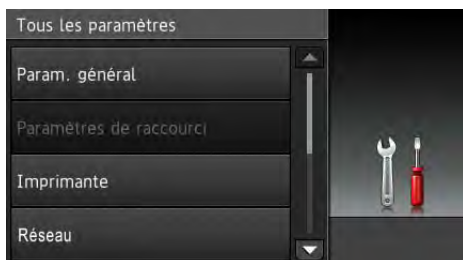 Tous les paramètres
Param. général
Paramètres de raccourci
Imprimante
Réseau